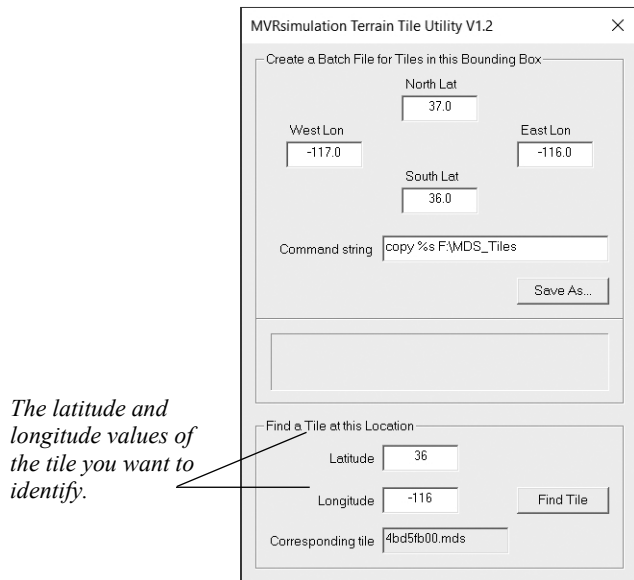 MVRsimulation Terrain Tile Utility V1.2
Create a Batch File for Tiles in this Bounding Box
North Lat
37.0
West Lon
East Lon
-117.0
-116.0
South Lat
36.0
Command string copy %s F:\MDS_Tiles
Save As...
The latitude and
longitude values of
the tile you want to
identify.
Find a Tile at this Location
Latitude 36
Longitude -116 Find Tile
Corresponding tile 4bd5fb00.mds